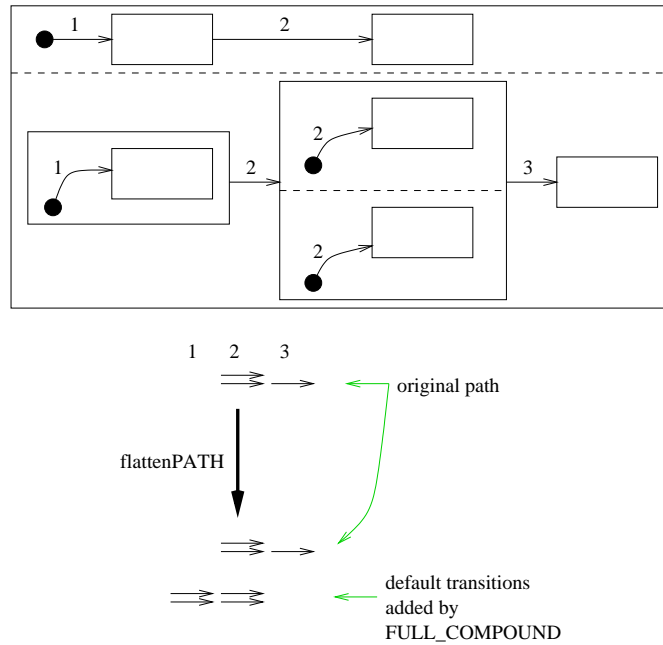 1
2
2
1
2
3
2
1 2 3
original path
flattenPATH
default transitions
added by
FULL_COMPOUND